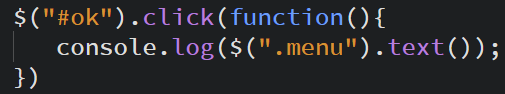 $("#ok").click(function(){
    console.log($(".menu").text());
})